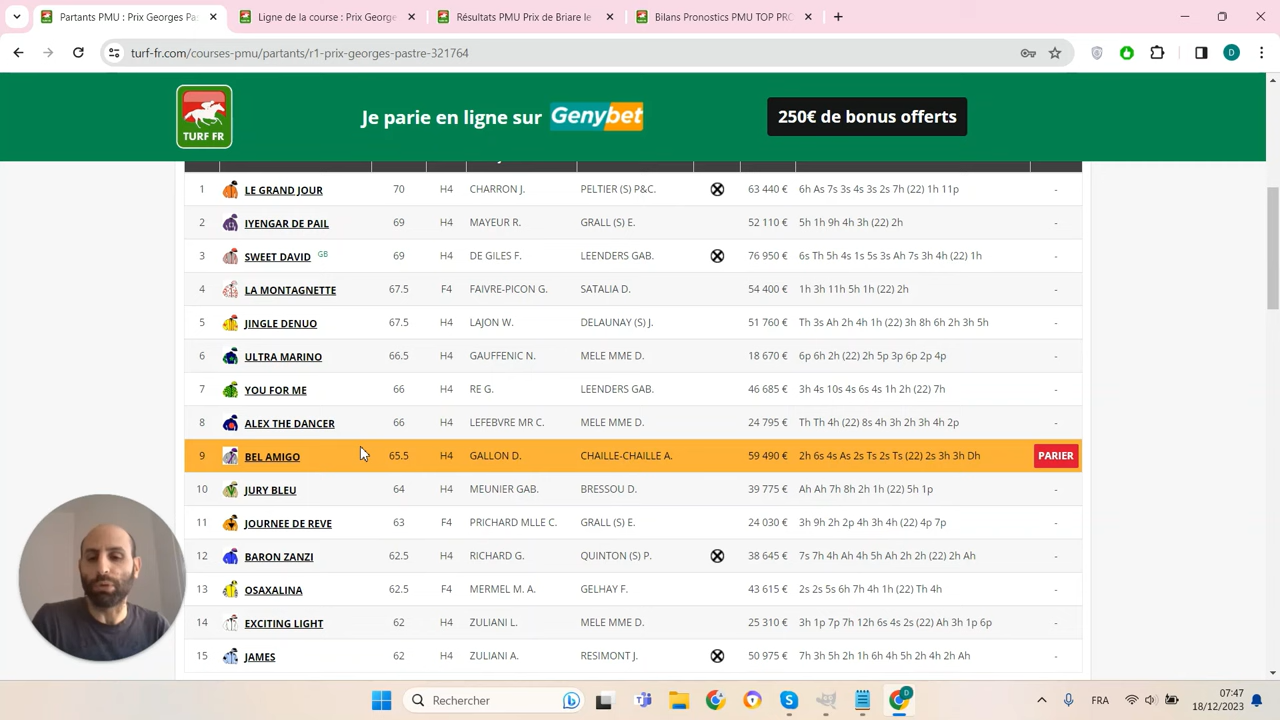 Partants PMU : Prix Georges Pas
Ligne de la course : Prix George
Résultats PMU Prix de Briare le
Bilans Pronostics PMU TOP PRO
turf-fr.com/courses-pmu/partants/r1-prix-georges-pastre-321764
D
TURF FR
Je parie en ligne sur Genybet
250€ de bonus offerts
1 LE GRAND JOUR 70 H4 CHARRON J. PELTIER (S) P&C. 63 440 € 6h As 7s 3s 4s 3s 2s 7h (22) 1h 11p -
2 IYENGAR DE PAIL 69 H4 MAYEUR R. GRALL (S) E. 52 110 € 5h 1h 9h 4h 3h (22) 2h -
3 SWEET DAVID GB 69 H4 DE GILES F. LEENDERS GAB. 76 950 € 6s Th 5h 4s 1s 5s 3s Ah 7s 3h 4h (22) 1h -
4 LA MONTAGNETTE 67.5 F4 FAIVRE-PICON G. SATALIA D. 54 400 € 1h 3h 11h 5h 1h (22) 2h -
5 JINGLE DENUO 67.5 H4 LAJON W. DELAUNAY (S) J. 51 760 € Th 3s Ah 2h 4h 1h (22) 3h 8h 6h 2h 3h 5h -
6 ULTRA MARINO 66.5 H4 GAUFFENIC N. MELE MME D. 18 670 € 6p 6h 2h (22) 2h 5p 3p 6p 2p 4p -
7 YOU FOR ME 66 H4 RE G. LEENDERS GAB. 46 685 € 3h 4s 10s 4s 6s 4s 1h 2h (22) 7h -
8 ALEX THE DANCER 66 H4 LEFEBVRE MR C. MELE MME D. 24 795 € Th Th 4h (22) 8s 4h 3h 2h 3h 4h 2p -
9 BEL AMIGO 65.5 H4 GALLON D. CHAILLE-CHAILLE A. 59 490 € 2h 6s 4s As 2s Ts 2s Ts (22) 2s 3h 3h Dh PARIER
10 JURY BLEU 64 H4 MEUNIER GAB. BRESSOU D. 39 775 € Ah Ah 7h 8h 2h 1h (22) 5h 1p -
11 JOURNEE DE REVE 63 F4 PRICHARD MLLE C. GRALL (S) E. 24 030 € 3h 9h 2h 2p 4h 3h 4h (22) 4p 7p -
12 BARON ZANZI 62.5 H4 RICHARD G. QUINTON (S) P. 38 645 € 7s 7h 4h Ah 4h 5h Ah 2h 2h (22) 2h Ah -
13 OSAXALINA 62.5 F4 MERMEL M. A. GELHAY F. 43 615 € 2s 2s 5s 6h 7h 4h 1h (22) Th 4h -
14 EXCITING LIGHT 62 H4 ZULIANI L. MELE MME D. 25 310 € 3h 1p 7p 7h 12h 6s 4s 2s (22) Ah 3h 1p 6p -
15 JAMES 62 H4 ZULIANI A. RESIMONT J. 50 975 € 7h 3h 5h 2h 1h 6h 4h 5h 2h 4h 2h Ah -
Rechercher
FRA
07:47
18/12/2023